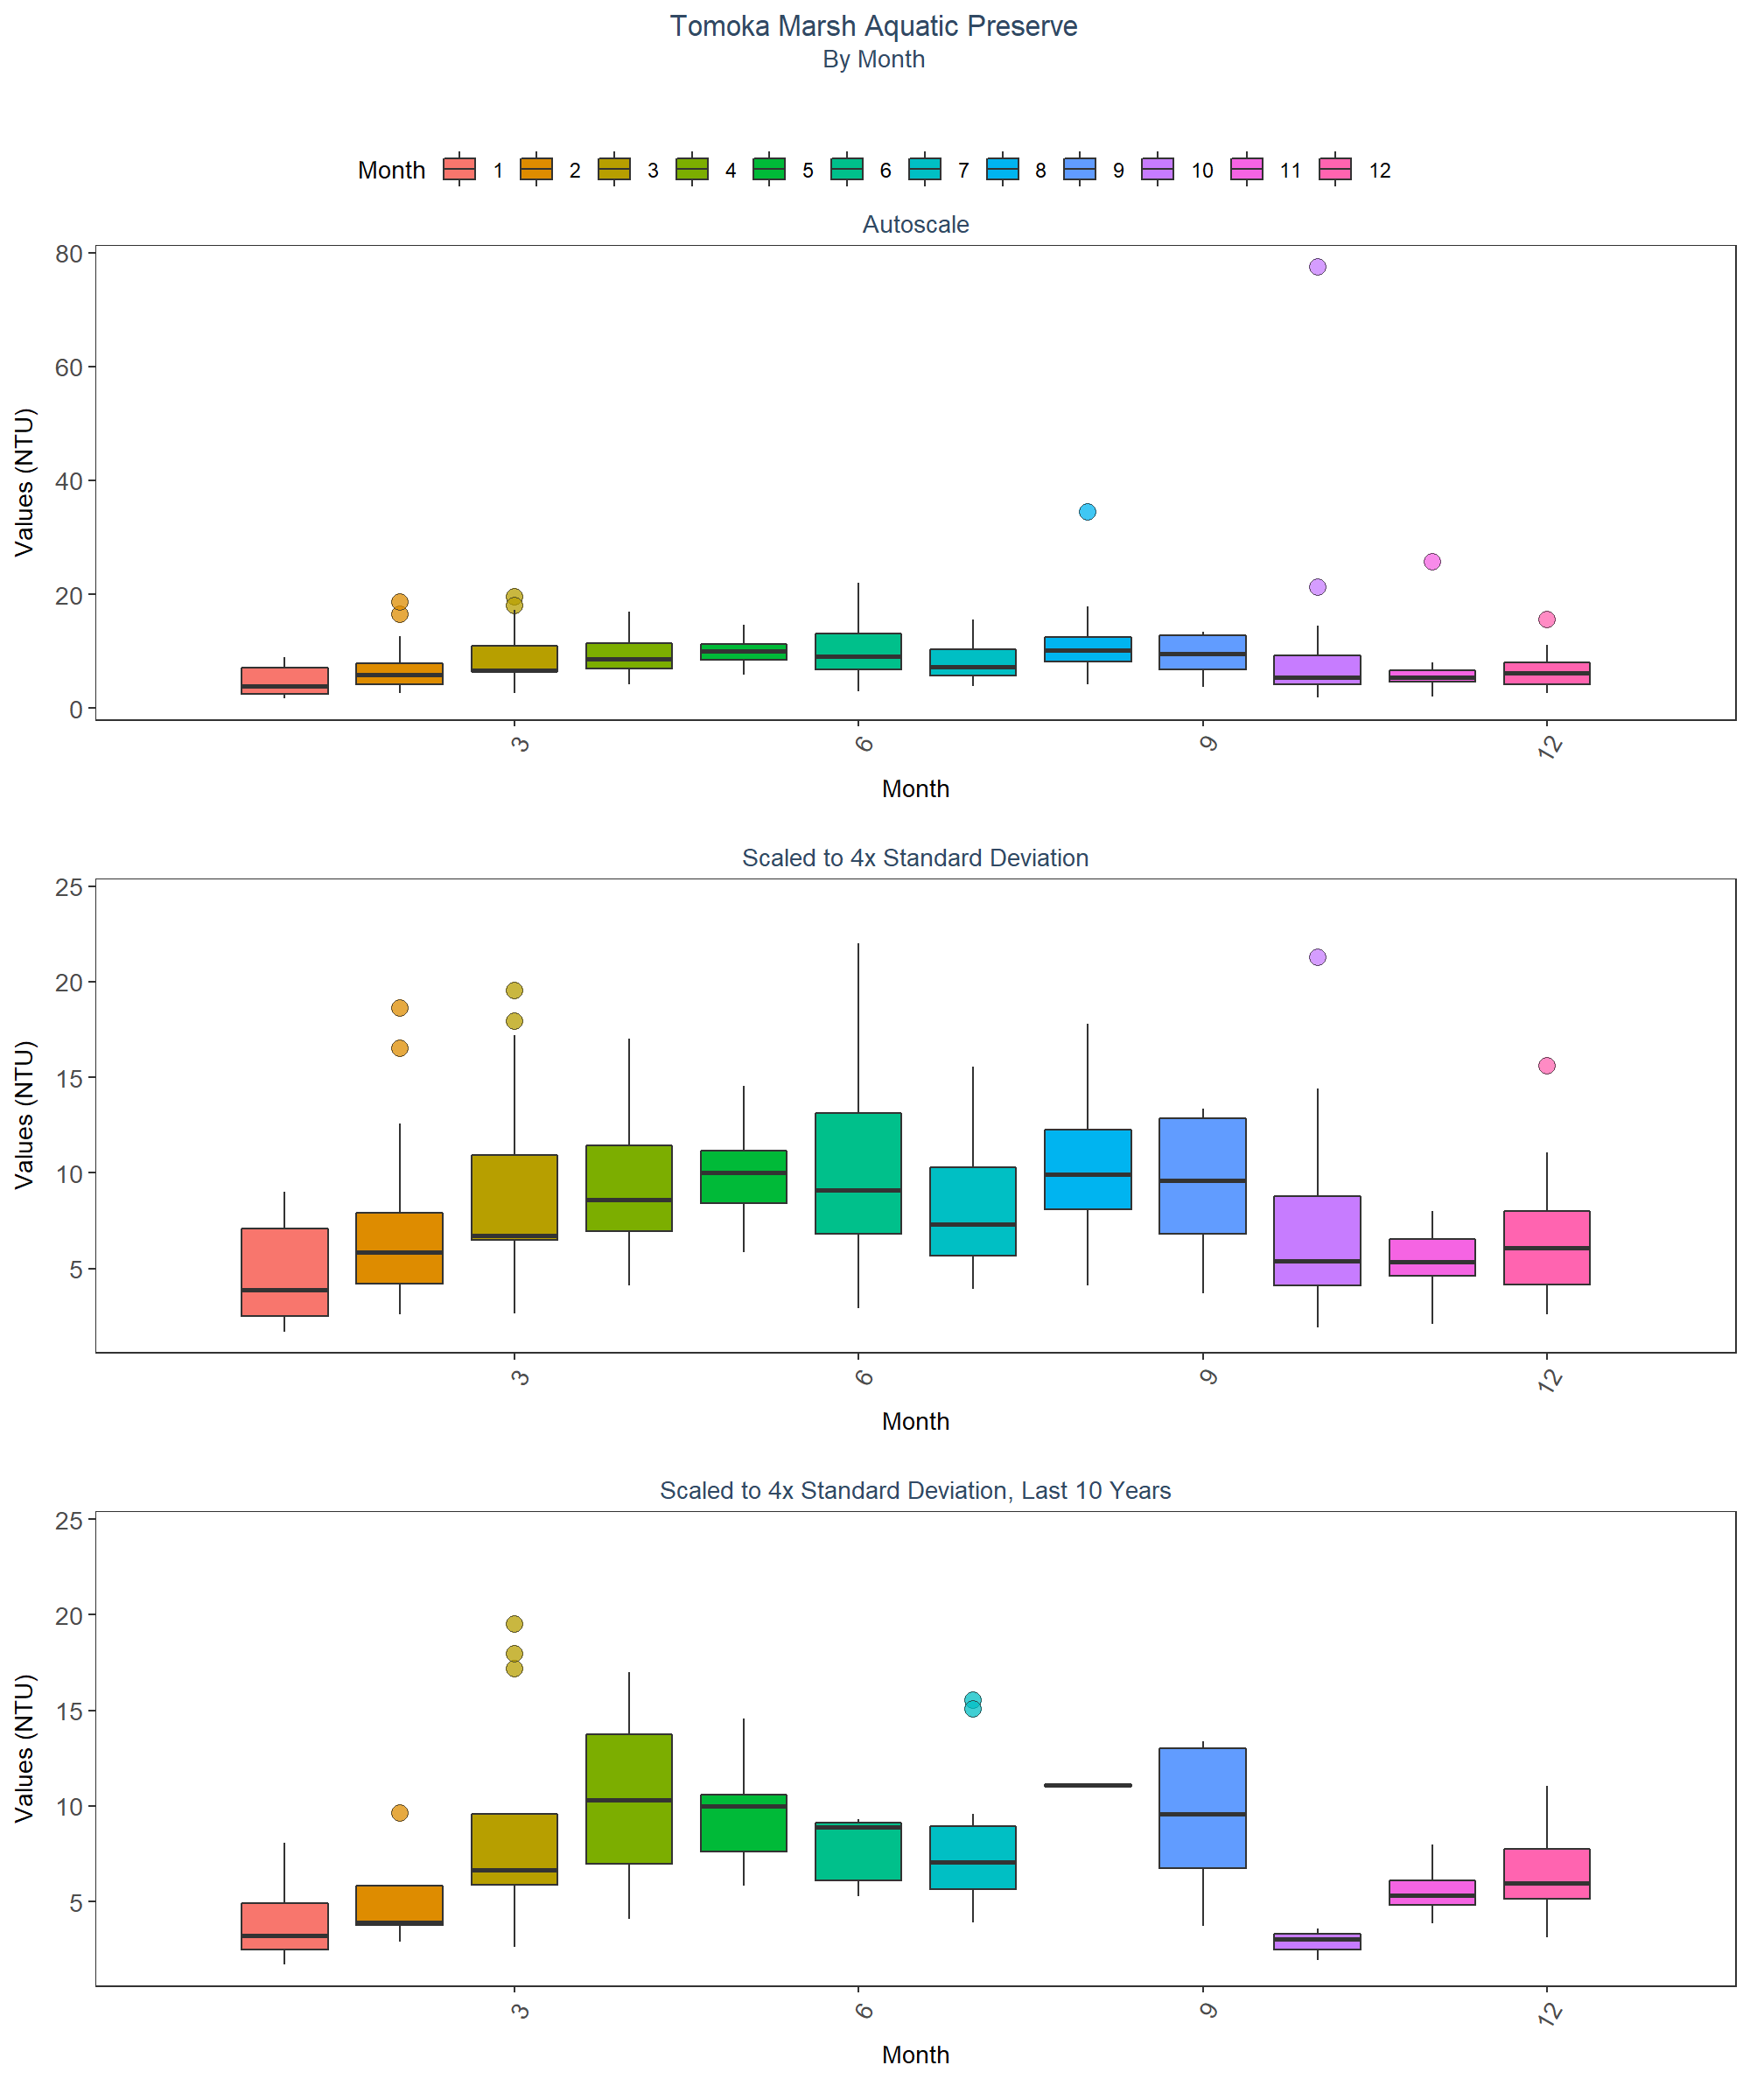 Tomoka Marsh Aquatic Preserve
By Month
Month 1 2 3 4 5 6 7 8 9 10 11 12
Autoscale
80
60
40
20
0
Values (NTU)
3 6 9 12
Month
Scaled to 4x Standard Deviation
25
20
15
10
5
Values (NTU)
3 6 9 12
Month
Scaled to 4x Standard Deviation, Last 10 Years
25
20
15
10
5
Values (NTU)
3 6 9 12
Month